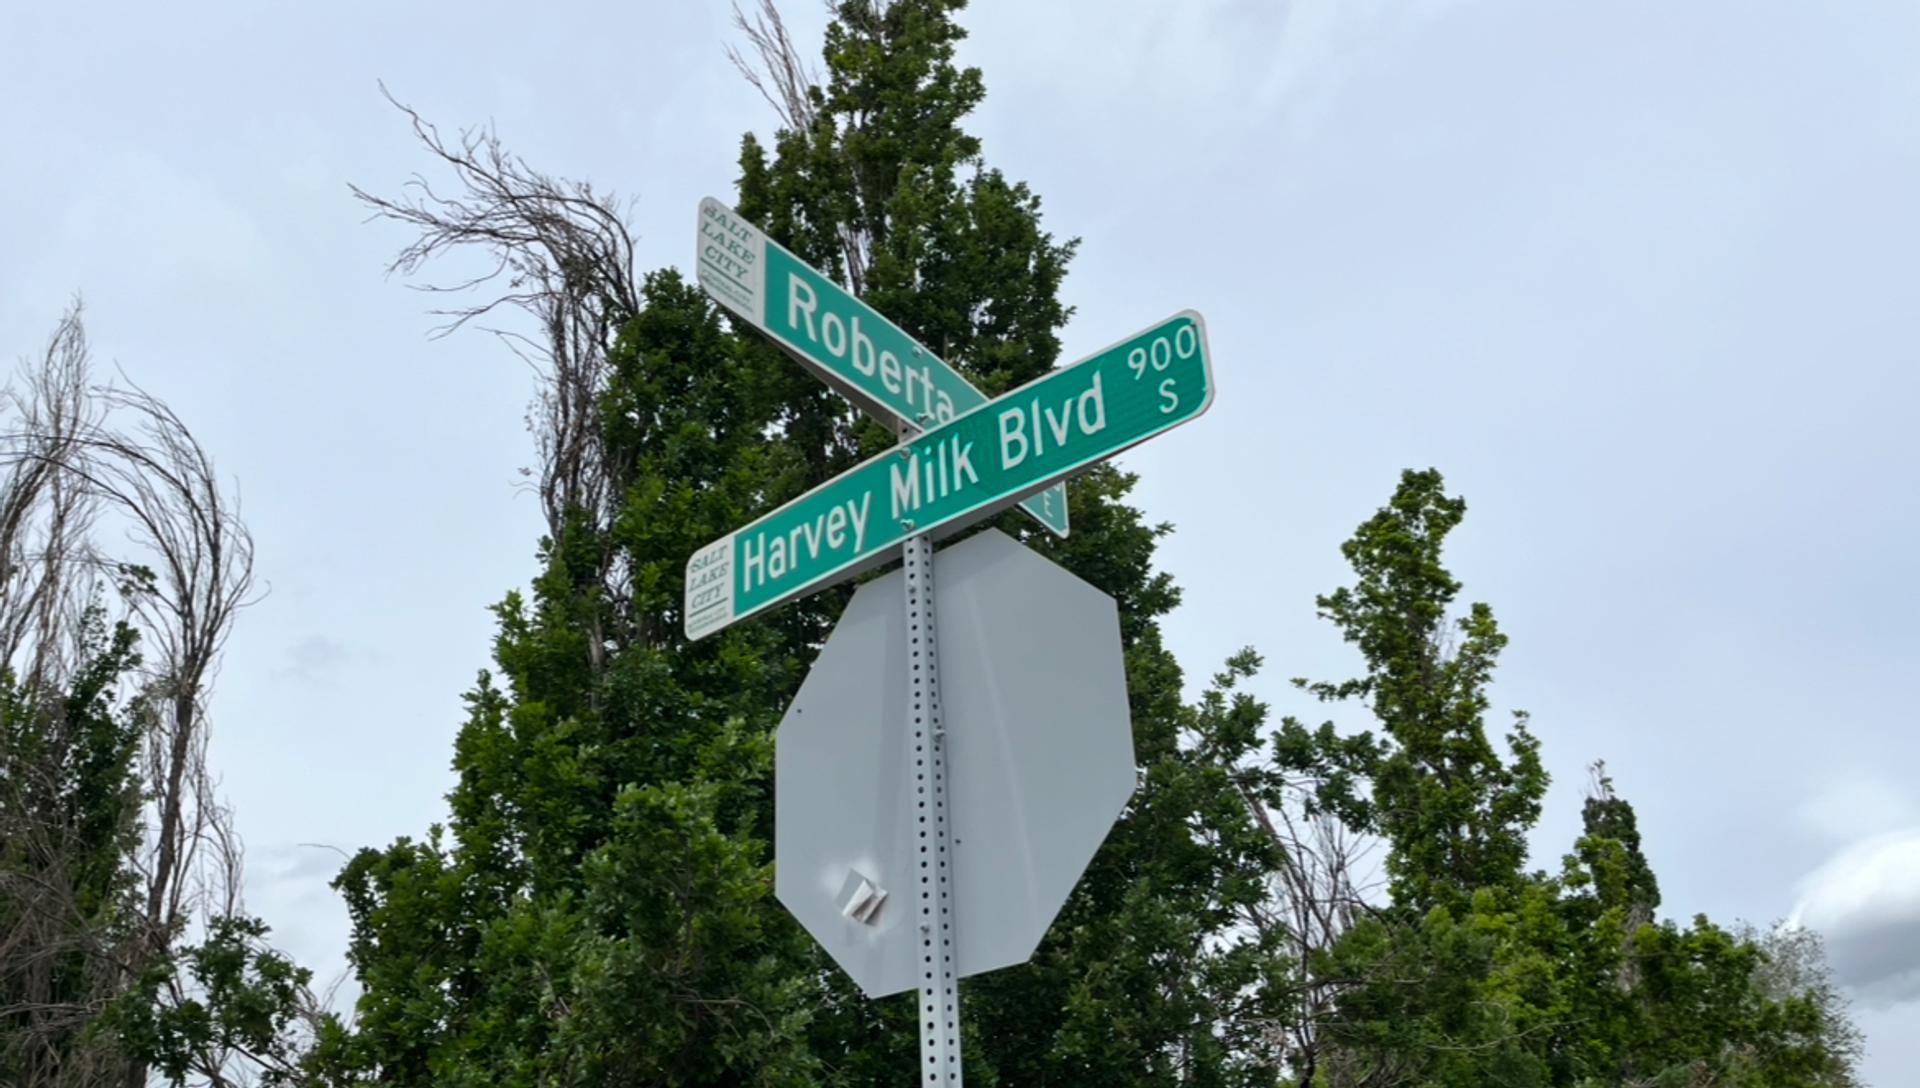 SALT
LAKE
CITY
Roberta
E
SALT
LAKE
CITY
Harvey Milk Blvd 900
S